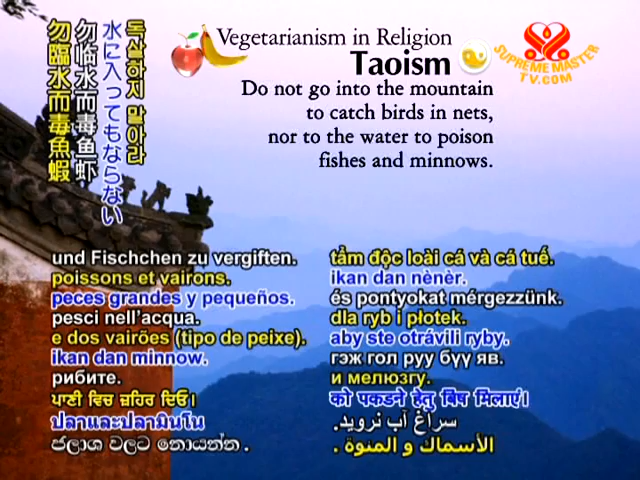 Vegetarianism in Religion
Taoism
Do not go into the mountain
to catch birds in nets,
nor to the water to poison
fishes and minnows.
SUPREME MASTER
TV.COM
독살하지 말아라
水に入ってもならない
勿临水而毒鱼虾.
勿臨水而毒魚蝦
und Fischchen zu vergiften.
poissons et vairons.
peces grandes y pequeños.
pesci nell'acqua.
e dos vairões (tipo de peixe).
ikan dan minnow.
рибите.
ਪਾਣੀ ਵਿਚ ਜ਼ਹਿਰ ਦਿਓ।
ปลาและปลามินโน
ජලාශ වලට නොයන්න.
tẩm độc loài cá và cá tuế.
ikan dan nènèr.
és pontyokat mérgezzünk.
dla ryb i płotek.
aby ste otrávili ryby.
гэж гол руу бүү яв.
и мелюзгу.
को पकडने हेतु विष मिलाएं।
سراغ آب نرويد.
الأسماك و المنوة .